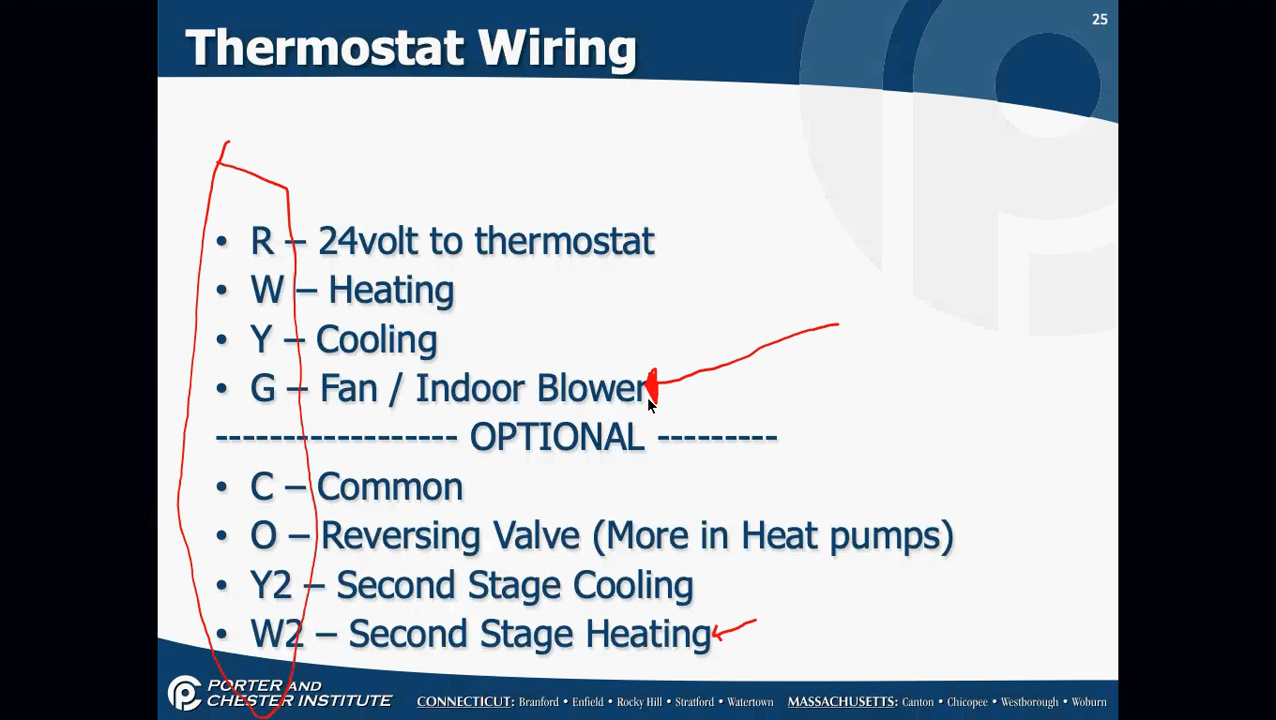 25
Thermostat Wiring
• R – 24volt to thermostat
• W – Heating
• Y – Cooling
• G – Fan / Indoor Blower
------------------ OPTIONAL ---------
• C – Common
• O – Reversing Valve (More in Heat pumps)
• Y2 – Second Stage Cooling
• W2 – Second Stage Heating
PORTER AND
CHESTER INSTITUTE
CONNECTICUT: Branford • Enfield • Rocky Hill • Stratford • Watertown MASSACHUSETTS: Canton • Chicopee • Westborough • Woburn